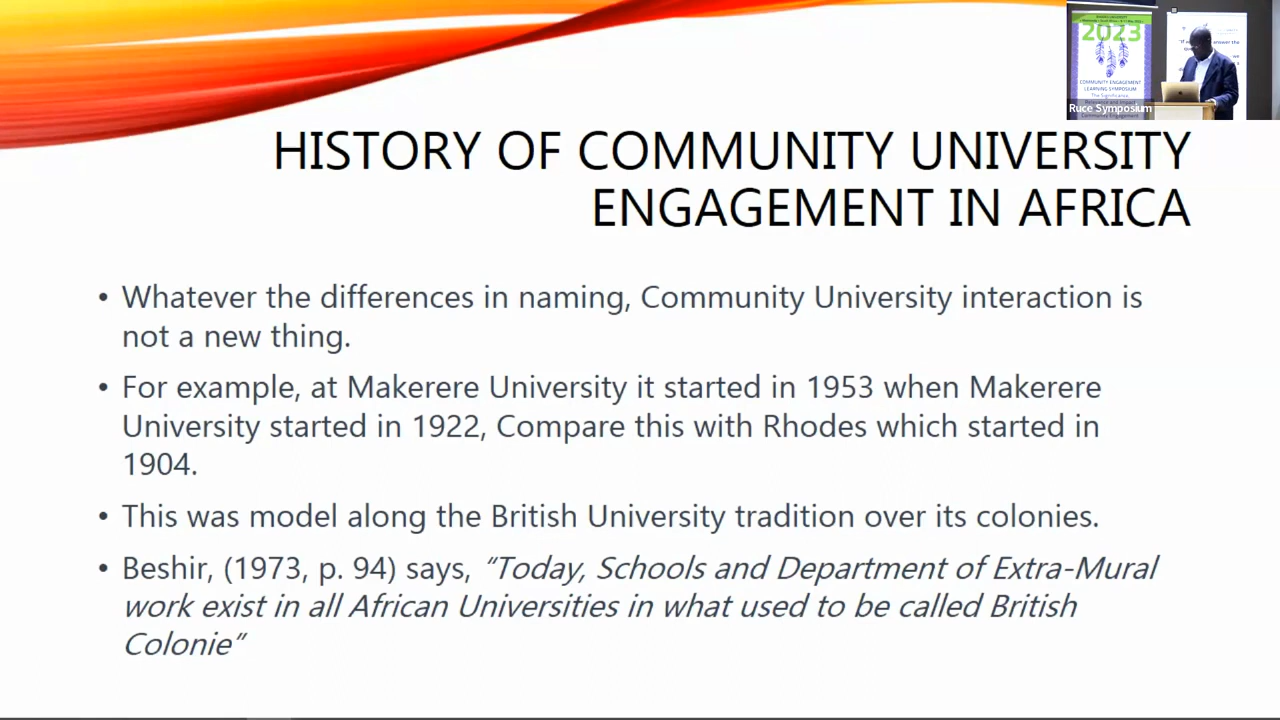 2023
COMMUNITY ENGAGEMENT
LEARNING SYMPOSIUM
The Significance,
Ruce Symposium
HISTORY OF COMMUNITY UNIVERSITY
ENGAGEMENT IN AFRICA
• Whatever the differences in naming, Community University interaction is
not a new thing.
• For example, at Makerere University it started in 1953 when Makerere
University started in 1922, Compare this with Rhodes which started in
1904.
• This was model along the British University tradition over its colonies.
• Beshir, (1973, p. 94) says, “Today, Schools and Department of Extra-Mural
work exist in all African Universities in what used to be called British
Colonie”